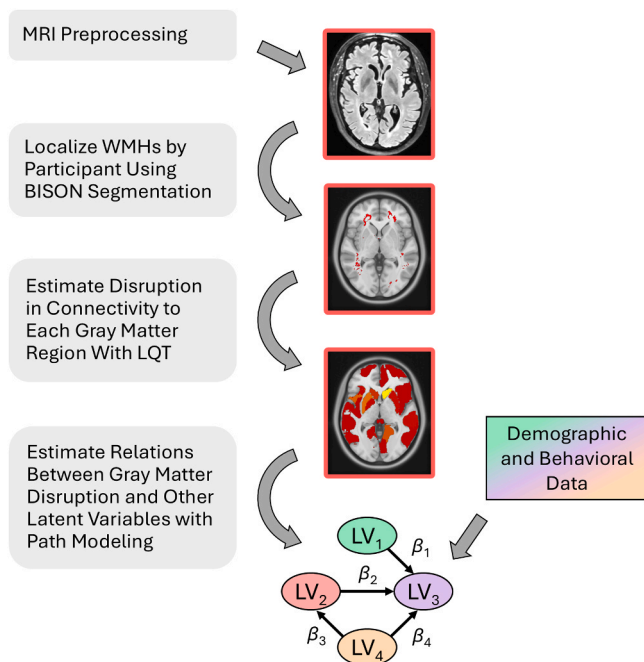 MRI Preprocessing
Localize WMHs by
Participant Using
BISON Segmentation
Estimate Disruption
in Connectivity to
Each Gray Matter
Region With LQT
Estimate Relations
Between Gray Matter
Disruption and Other
Latent Variables with
Path Modeling
Demographic
and Behavioral
Data
LV₁
β₁
β₂
LV₂
LV₃
β₃
β₄
LV₄